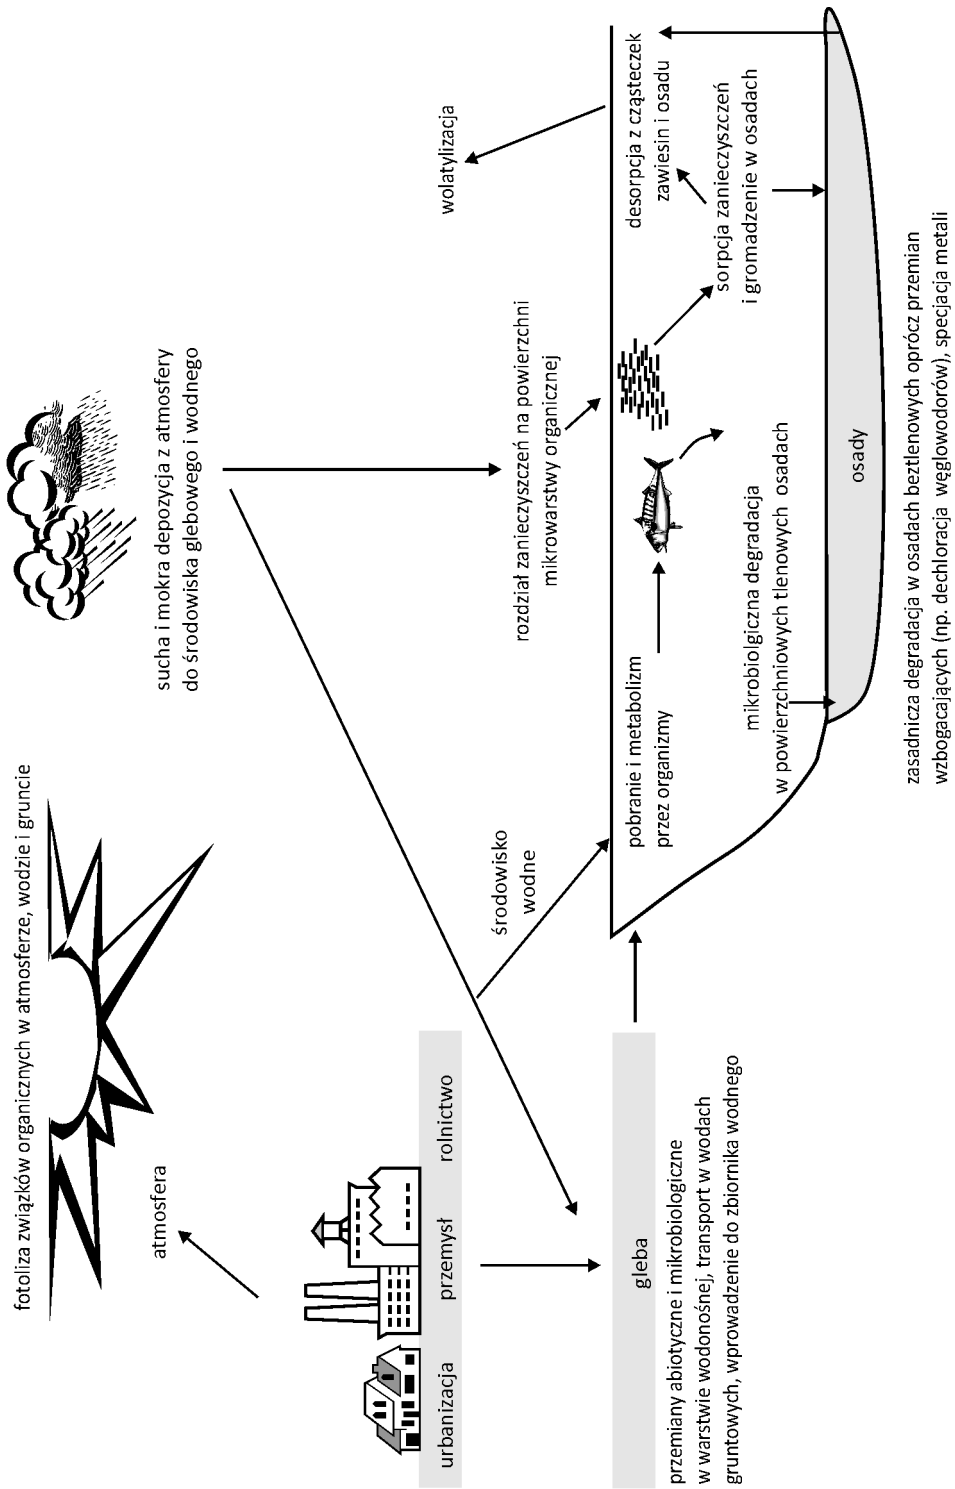 fotoliza związków organicznych w atmosferze, wodzie i gruncie
atmosfera
sucha i mokra depozycja z atmosfery
do środowiska glebowego i wodnego
urbanizacja
przemysł
rolnictwo
środowisko
wodne
rozdział zanieczyszczeń na powierzchni
mikrowarstwy organicznej
wolatylizacja
gleba
przemiany abiotyczne i mikrobiologiczne
w warstwie wodonośnej, transport w wodach
gruntowych, wprowadzenie do zbiornika wodnego
pobranie i metabolizm
przez organizmy
desorpcja z cząsteczek
zawiesin i osadu
sorpcja zanieczyszczeń
i gromadzenie w osadach
mikrobiolgiczna degradacja
w powierzchniowych tlenowych osadach
osady
zasadnicza degradacja w osadach beztlenowych oprócz przemian
wzbogacających (np. dechloracja węglowodorów), specjacja metali